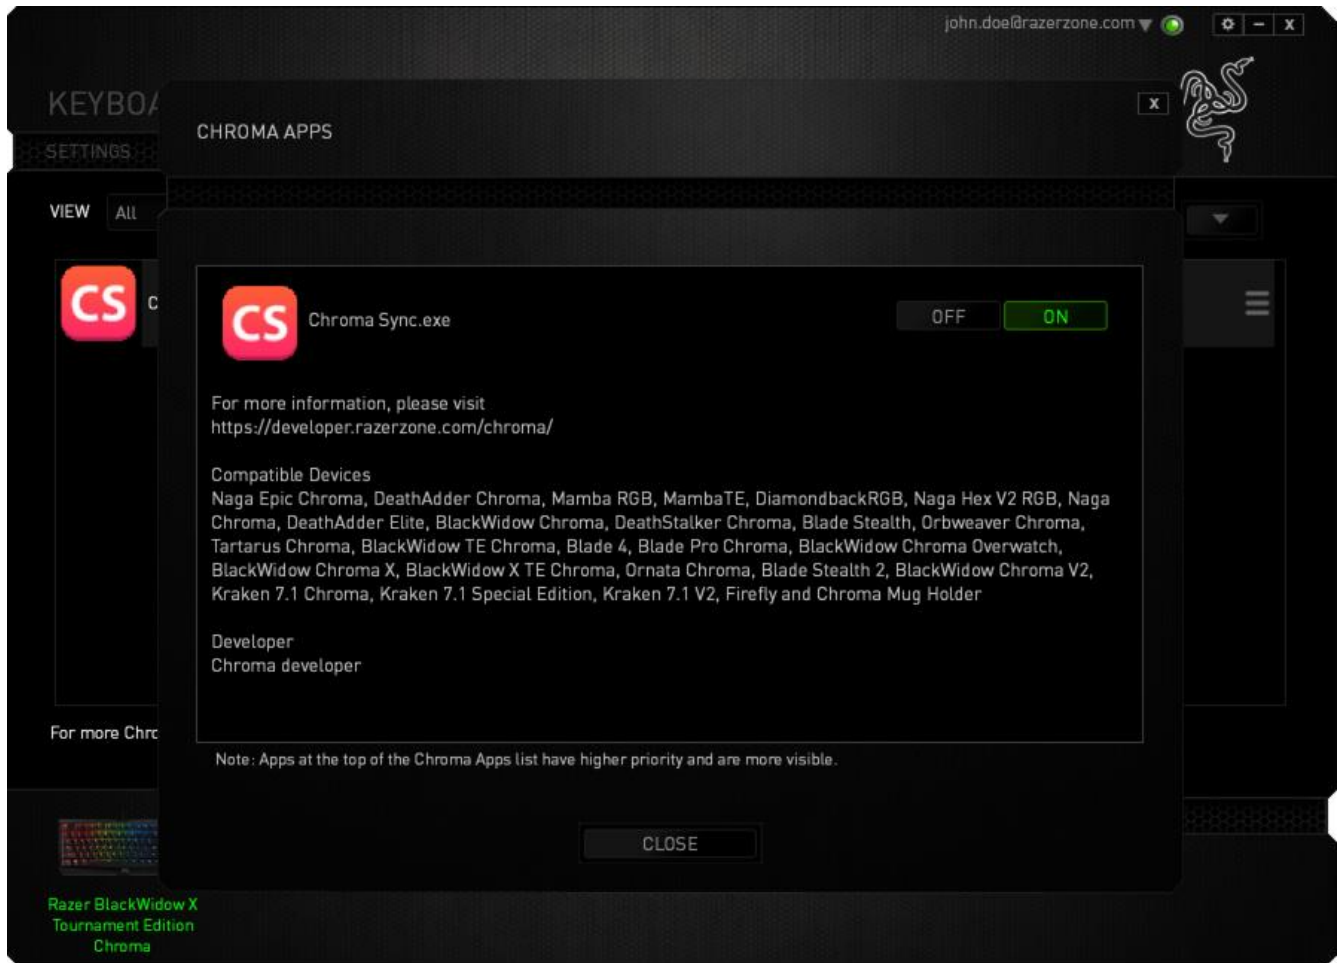 john.doe@razerzone.com
KEYBOA
CHROMA APPS
X
SETTINGS
VIEW All
CS
C
CS
Chroma Sync.exe
OFF
ON
For more information, please visit
https://developer.razerzone.com/chroma/
Compatible Devices
Naga Epic Chroma, DeathAdder Chroma, Mamba RGB, MambaTE, DiamondbackRGB, Naga Hex V2 RGB, Naga
Chroma, DeathAdder Elite, BlackWidow Chroma, DeathStalker Chroma, Blade Stealth, Orbweaver Chroma,
Tartarus Chroma, BlackWidow TE Chroma, Blade 4, Blade Pro Chroma, BlackWidow Chroma Overwatch,
BlackWidow Chroma X, BlackWidow X TE Chroma, Ornata Chroma, Blade Stealth 2, BlackWidow Chroma V2,
Kraken 7.1 Chroma, Kraken 7.1 Special Edition, Kraken 7.1 V2, Firefly and Chroma Mug Holder
Developer
Chroma developer
For more Chro
Note: Apps at the top of the Chroma Apps list have higher priority and are more visible.
CLOSE
Razer BlackWidow X
Tournament Edition
Chroma